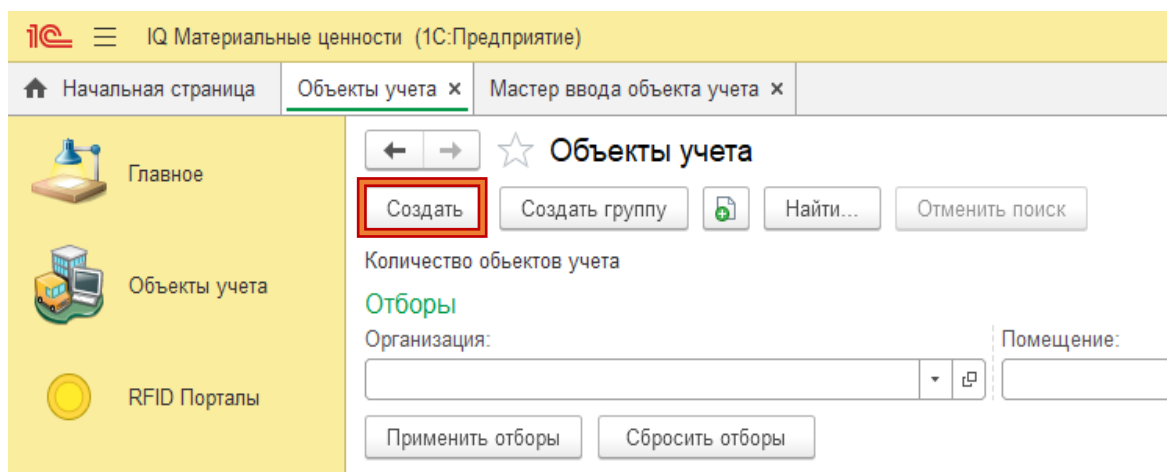 1С IQ Материальные ценности (1С:Предприятие)
Начальная страница Объекты учета × Мастер ввода объекта учета ×
Главное
Объекты учета
RFID Порталы
Объекты учета
Создать Создать группу Найти... Отменить поиск
Количество обьектов учета
Отборы
Организация: Помещение:
Применить отборы Сбросить отборы